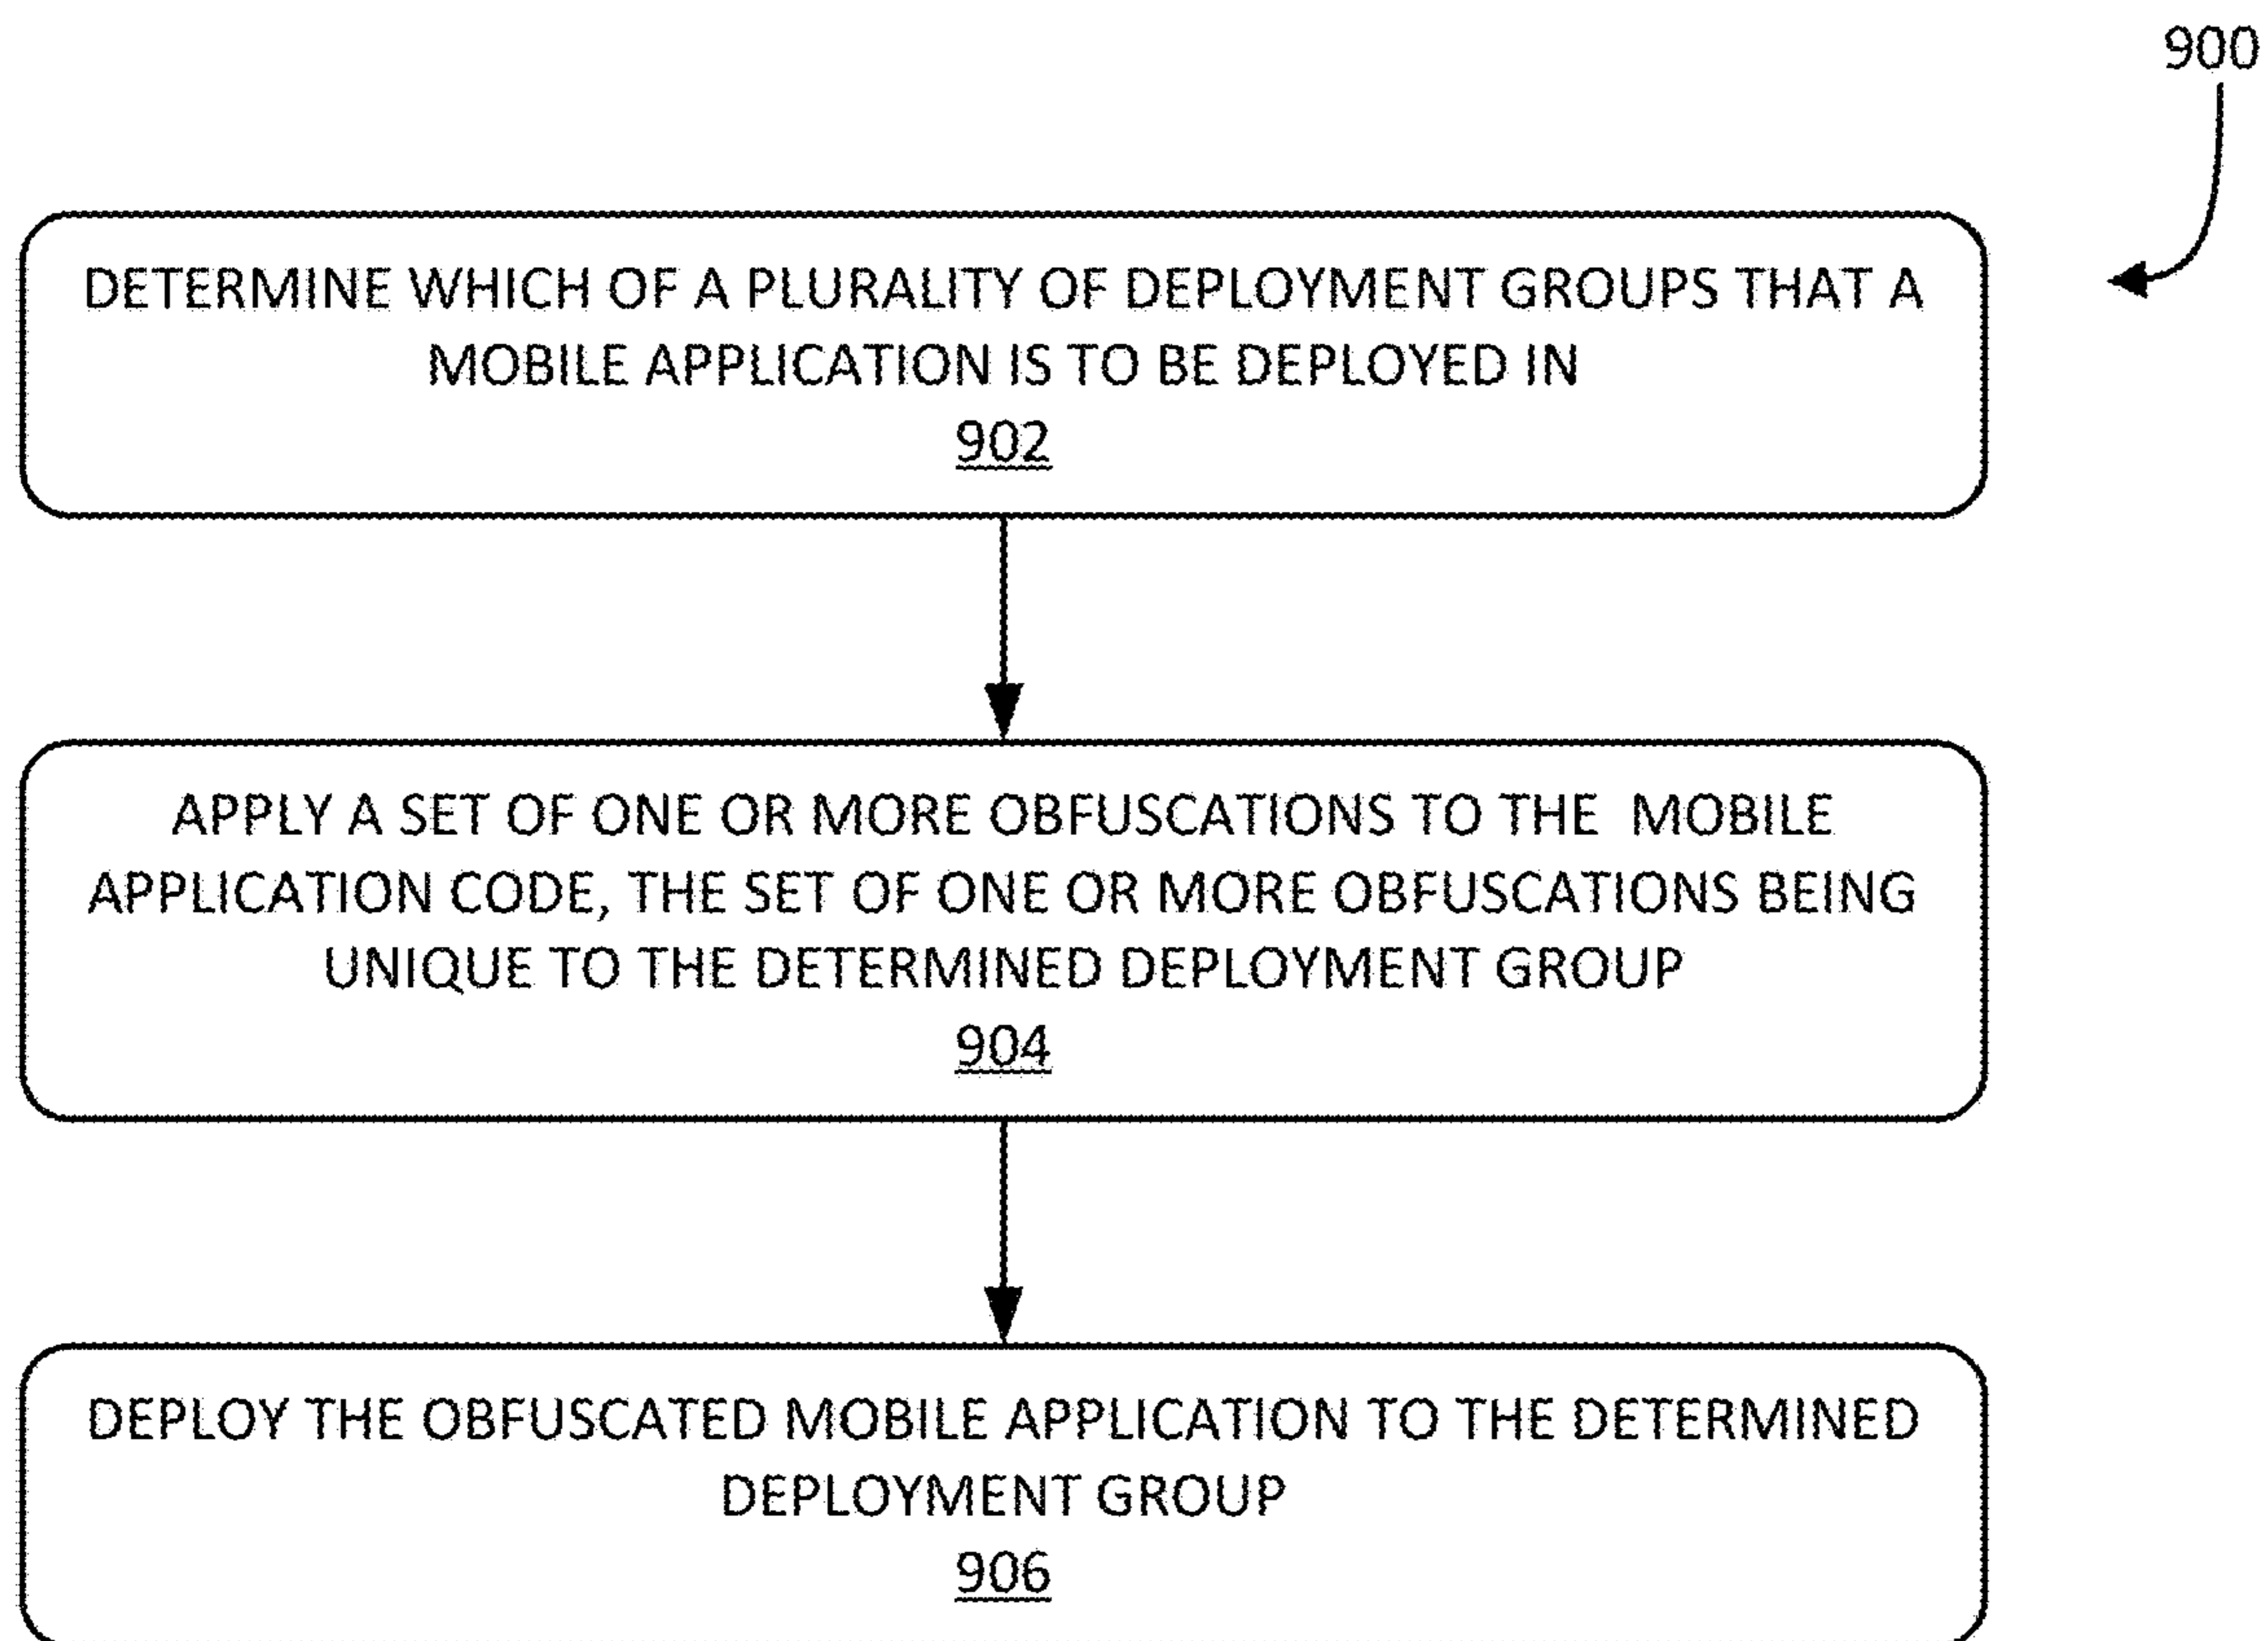 900
DETERMINE WHICH OF A PLURALITY OF DEPLOYMENT GROUPS THAT A
MOBILE APPLICATION IS TO BE DEPLOYED IN
902
APPLY A SET OF ONE OR MORE OBFUSCATIONS TO THE MOBILE
APPLICATION CODE, THE SET OF ONE OR MORE OBFUSCATIONS BEING
UNIQUE TO THE DETERMINED DEPLOYMENT GROUP
904
DEPLOY THE OBFUSCATED MOBILE APPLICATION TO THE DETERMINED
DEPLOYMENT GROUP
906